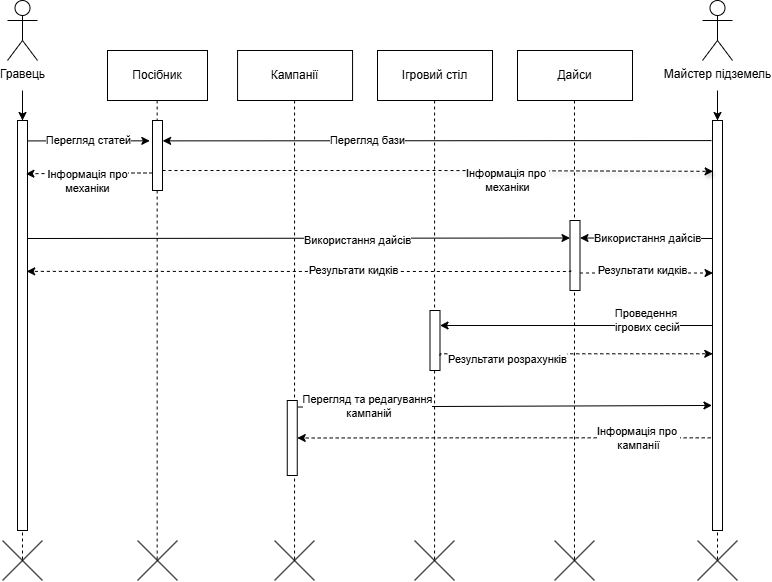 Гравець
Посібник
Кампанії
Ігровий стіл
Дайси
Майстер підземель
Перегляд статей
Перегляд бази
Інформація про
механіки
Інформація про
механіки
Використання дайсів
Використання дайсів
Результати кидків
Результати кидків
Проведення
ігрових сесій
Результати розрахунків
Перегляд та редагування
кампаній
Інформація про
кампанії